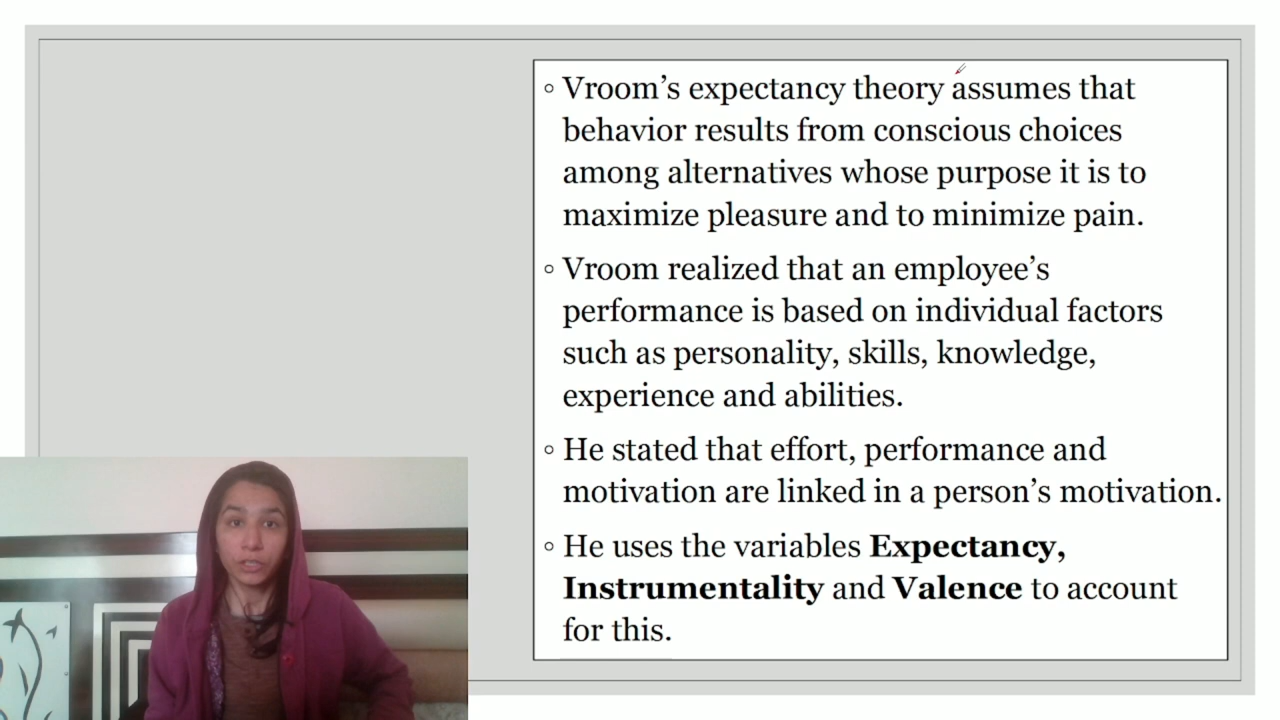 ◦ Vroom’s expectancy theory assumes that
behavior results from conscious choices
among alternatives whose purpose it is to
maximize pleasure and to minimize pain.
◦ Vroom realized that an employee’s
performance is based on individual factors
such as personality, skills, knowledge,
experience and abilities.
◦ He stated that effort, performance and
motivation are linked in a person’s motivation.
◦ He uses the variables Expectancy,
Instrumentality and Valence to account
for this.